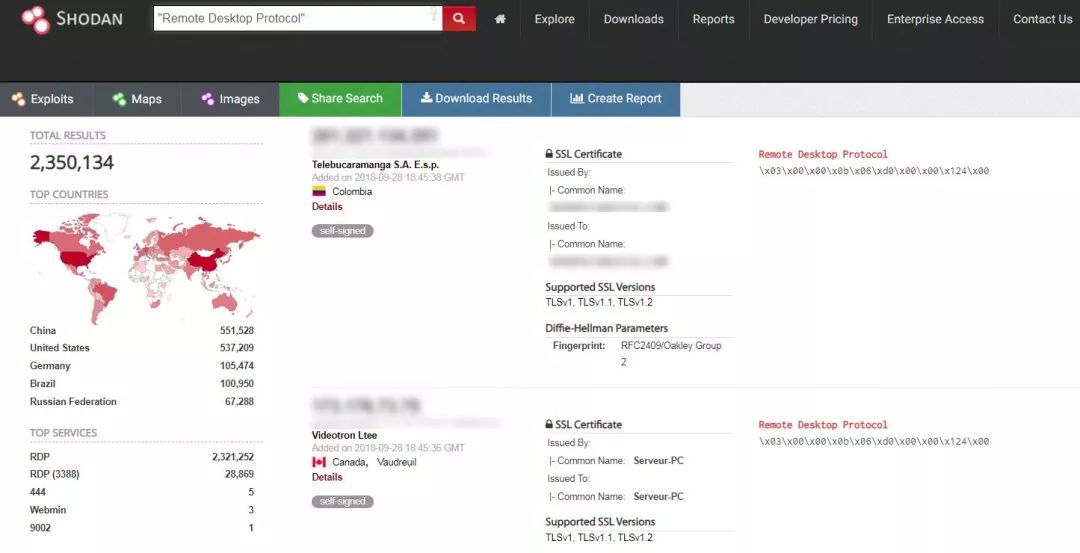 SHODAN
"Remote Desktop Protocol"
Explore
Downloads
Reports
Developer Pricing
Enterprise Access
Contact Us
Exploits
Maps
Images
Share Search
Download Results
Create Report
TOTAL RESULTS
2,350,134
TOP COUNTRIES
China 551,528
United States 537,209
Germany 105,474
Brazil 100,950
Russian Federation 67,288
TOP SERVICES
RDP 2,321,252
RDP (3388) 28,869
444 5
Webmin 3
9002 1
Telebucaramanga S.A. E.s.p.
Added on 2018-09-28 18:45:38 GMT
Colombia
Details
self-signed
SSL Certificate
Issued By:
|- Common Name:
Issued To:
|- Common Name:
Supported SSL Versions
TLSv1, TLSv1.1, TLSv1.2
Diffie-Hellman Parameters
Fingerprint: RFC2409/Oakley Group
2
Remote Desktop Protocol
\x03\x00\x00\x0b\x06\xd0\x00\x00\x124\x00
Videotron Ltee
Added on 2018-09-28 18:45:36 GMT
Canada, Vaudreuil
Details
self-signed
SSL Certificate
Issued By:
|- Common Name: Serveur-PC
Issued To:
|- Common Name: Serveur-PC
Supported SSL Versions
TLSv1, TLSv1.1, TLSv1.2
Remote Desktop Protocol
\x03\x00\x00\x0b\x06\xd0\x00\x00\x124\x00